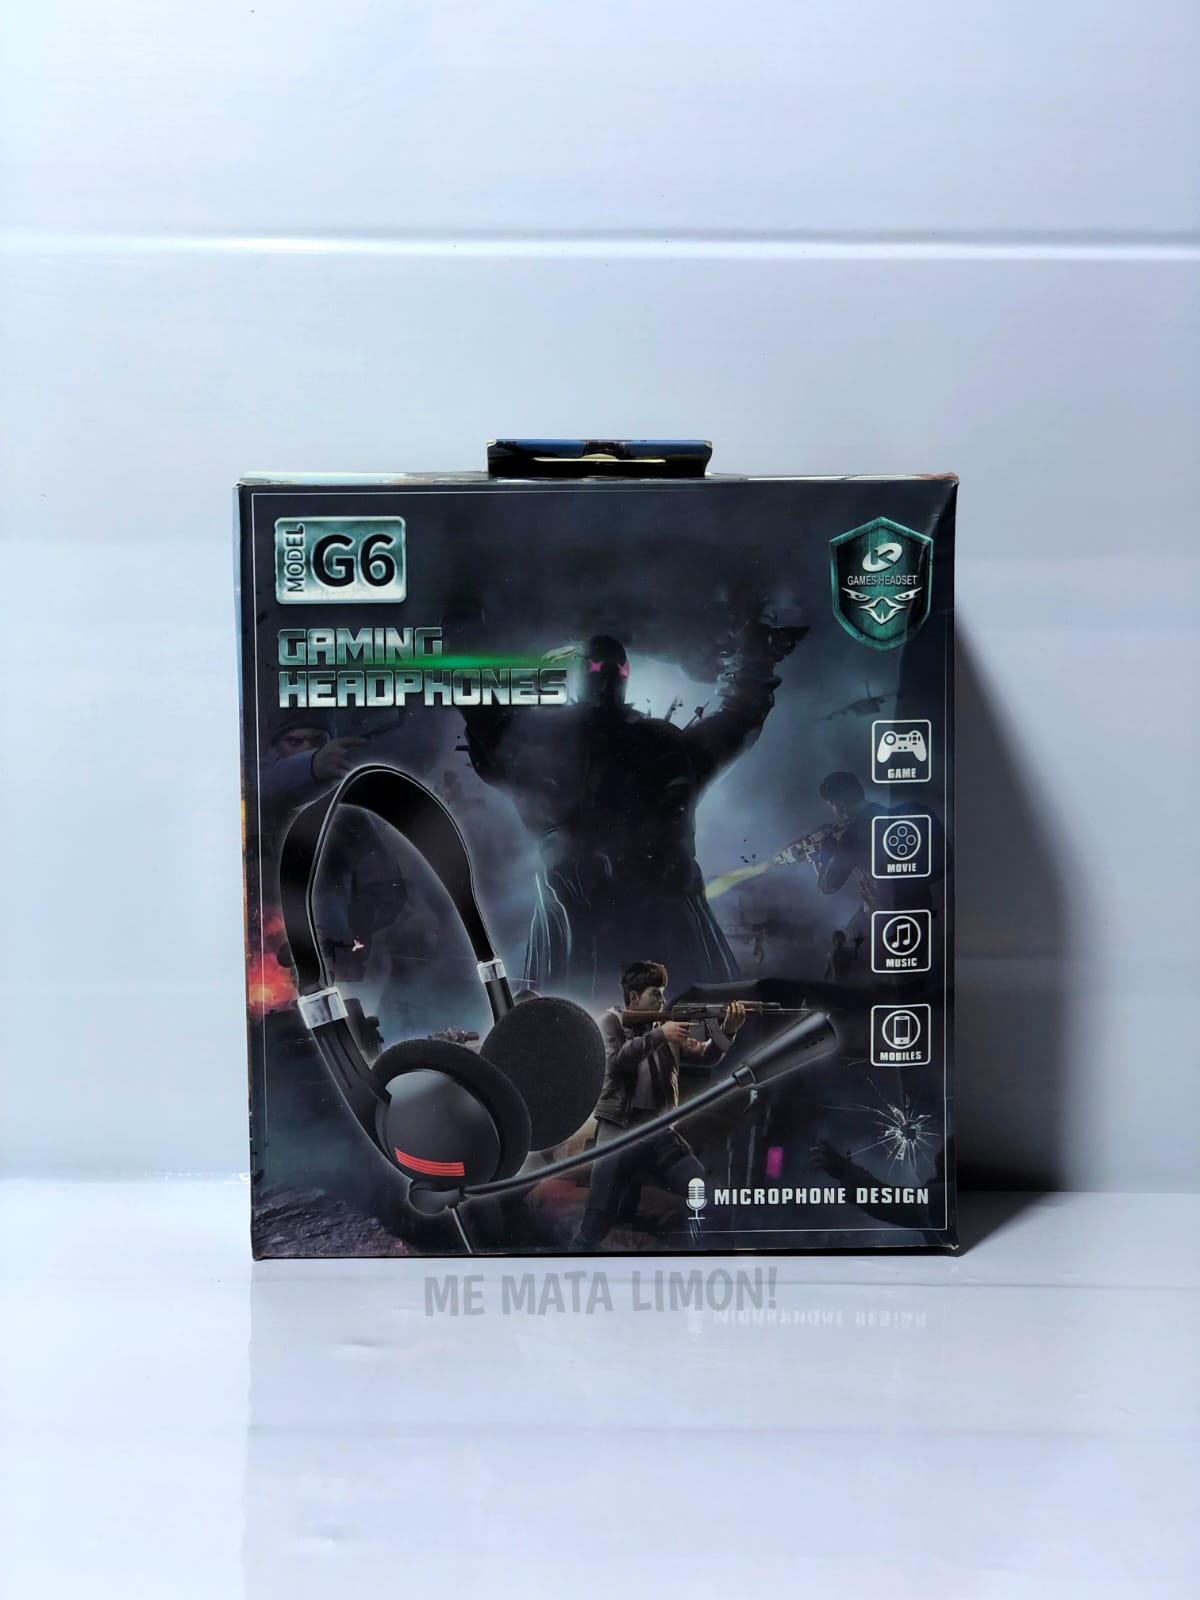 MODEL G6
GAMING
HEADPHONES
K
GAMES HEADSET
GAME
MOVIE
MUSIC
MOBILES
MICROPHONE DESIGN
ME MATA LIMON!